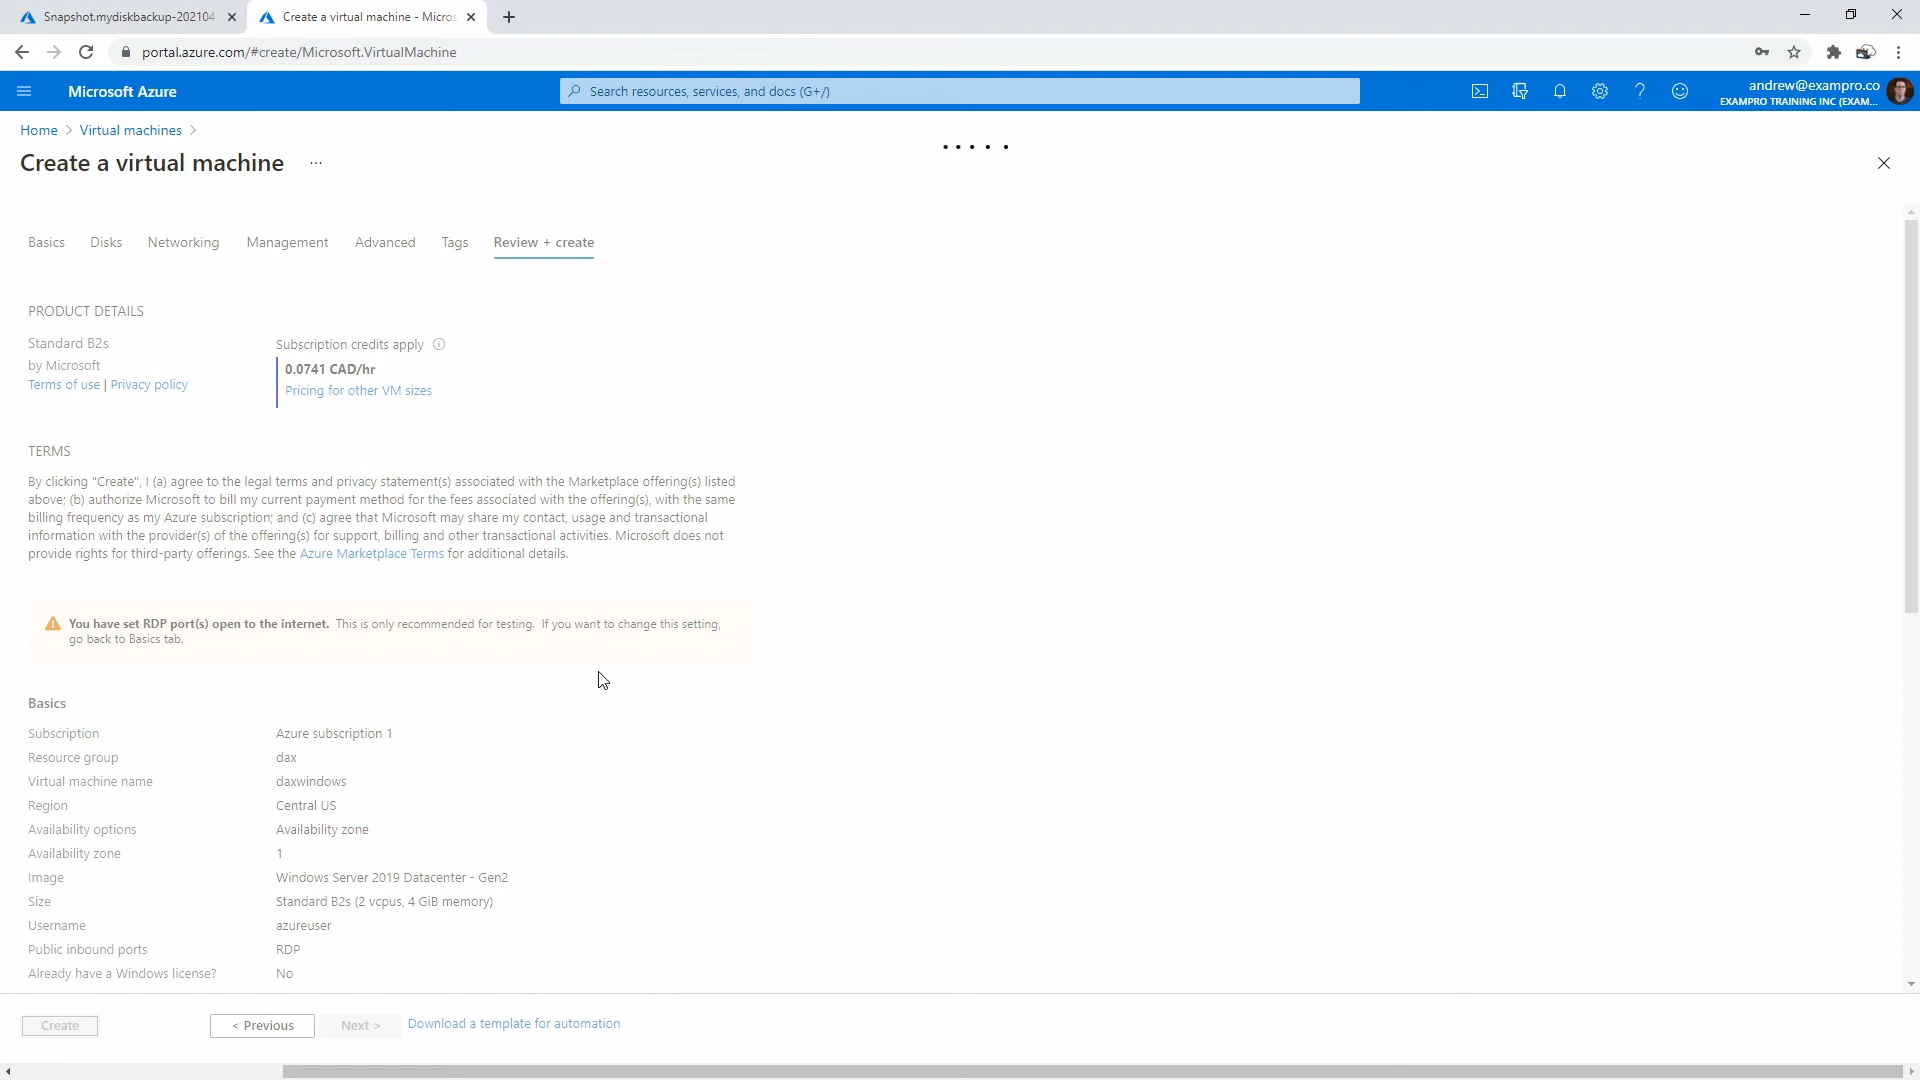 Snapshot.mydiskbackup-202104
Create a virtual machine - Micros
portal.azure.com/#create/Microsoft.VirtualMachine
Microsoft Azure
Search resources, services, and docs (G+/)
andrew@exampro.co
EXAMPRO TRAINING INC (EXAM...
Home > Virtual machines >
Create a virtual machine ...
Basics Disks Networking Management Advanced Tags Review + create
PRODUCT DETAILS
Standard B2s
by Microsoft
Terms of use | Privacy policy
Subscription credits apply
0.0741 CAD/hr
Pricing for other VM sizes
TERMS
By clicking "Create", I (a) agree to the legal terms and privacy statement(s) associated with the Marketplace offering(s) listed
above; (b) authorize Microsoft to bill my current payment method for the fees associated with the offering(s), with the same
billing frequency as my Azure subscription; and (c) agree that Microsoft may share my contact, usage and transactional
information with the provider(s) of the offering(s) for support, billing and other transactional activities. Microsoft does not
provide rights for third-party offerings. See the Azure Marketplace Terms for additional details.
You have set RDP port(s) open to the internet. This is only recommended for testing. If you want to change this setting,
go back to Basics tab.
Basics
Subscription Azure subscription 1
Resource group dax
Virtual machine name daxwindows
Region Central US
Availability options Availability zone
Availability zone 1
Image Windows Server 2019 Datacenter - Gen2
Size Standard B2s (2 vcpus, 4 GiB memory)
Username azureuser
Public inbound ports RDP
Already have a Windows license? No
Create < Previous Next > Download a template for automation